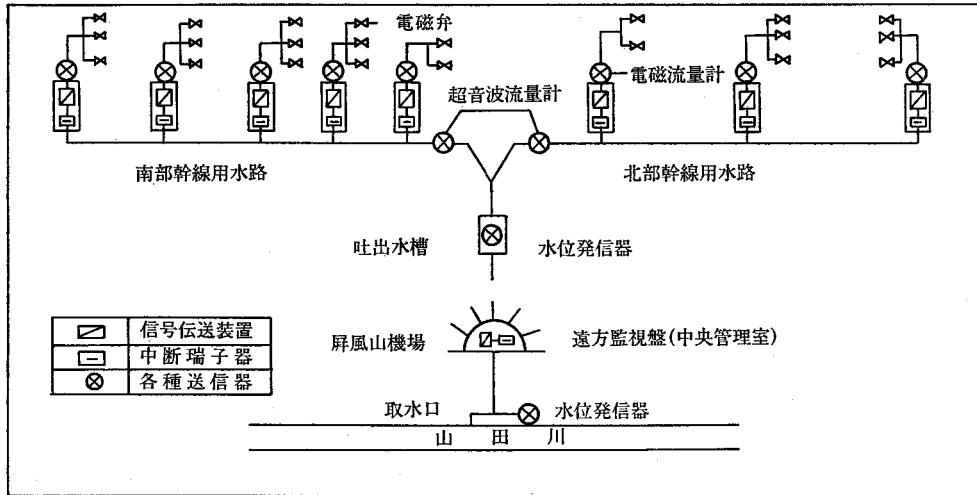 電磁弁
超音波流量計
電磁流量計
南部幹線用水路
北部幹線用水路
吐出水槽
水位発信器
屏風山機場
遠方監視盤(中央管理室)
信号伝送装置
中断端子器
各種送信器
取水口
水位発信器
山田川